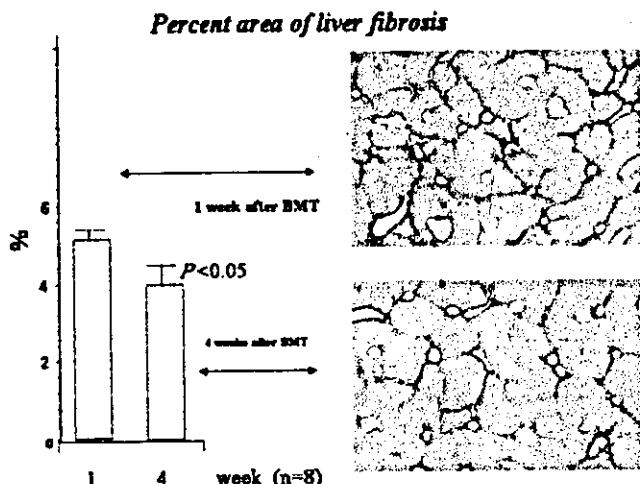 Percent area of liver fibrosis
1 week after BMT
6
%
P<0.05
4
4 weeks after BMT
2
0
1 4 week (n=8)